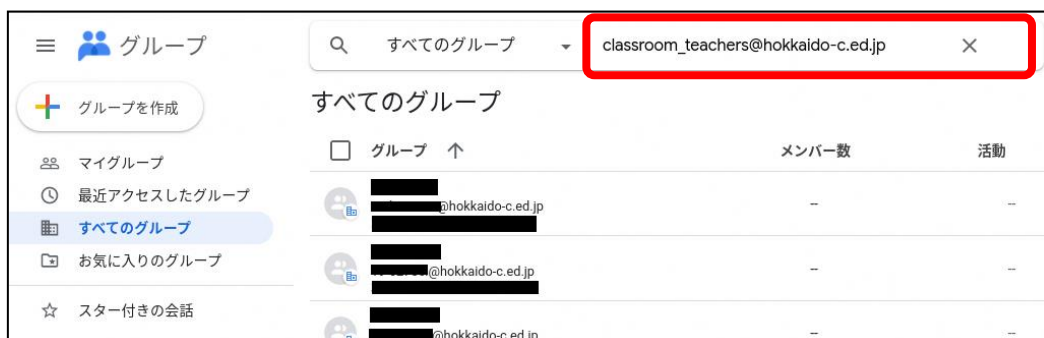 グループ
すべてのグループ
classroom_teachers@hokkaido-c.ed.jp
グループを作成
マイグループ
最近アクセスしたグループ
すべてのグループ
お気に入りのグループ
スター付きの会話
すべてのグループ
グループ メンバー数 活動
@hokkaido-c.ed.jp -- --
@hokkaido-c.ed.jp -- --
@hokkaido-c.ed.jp -- --